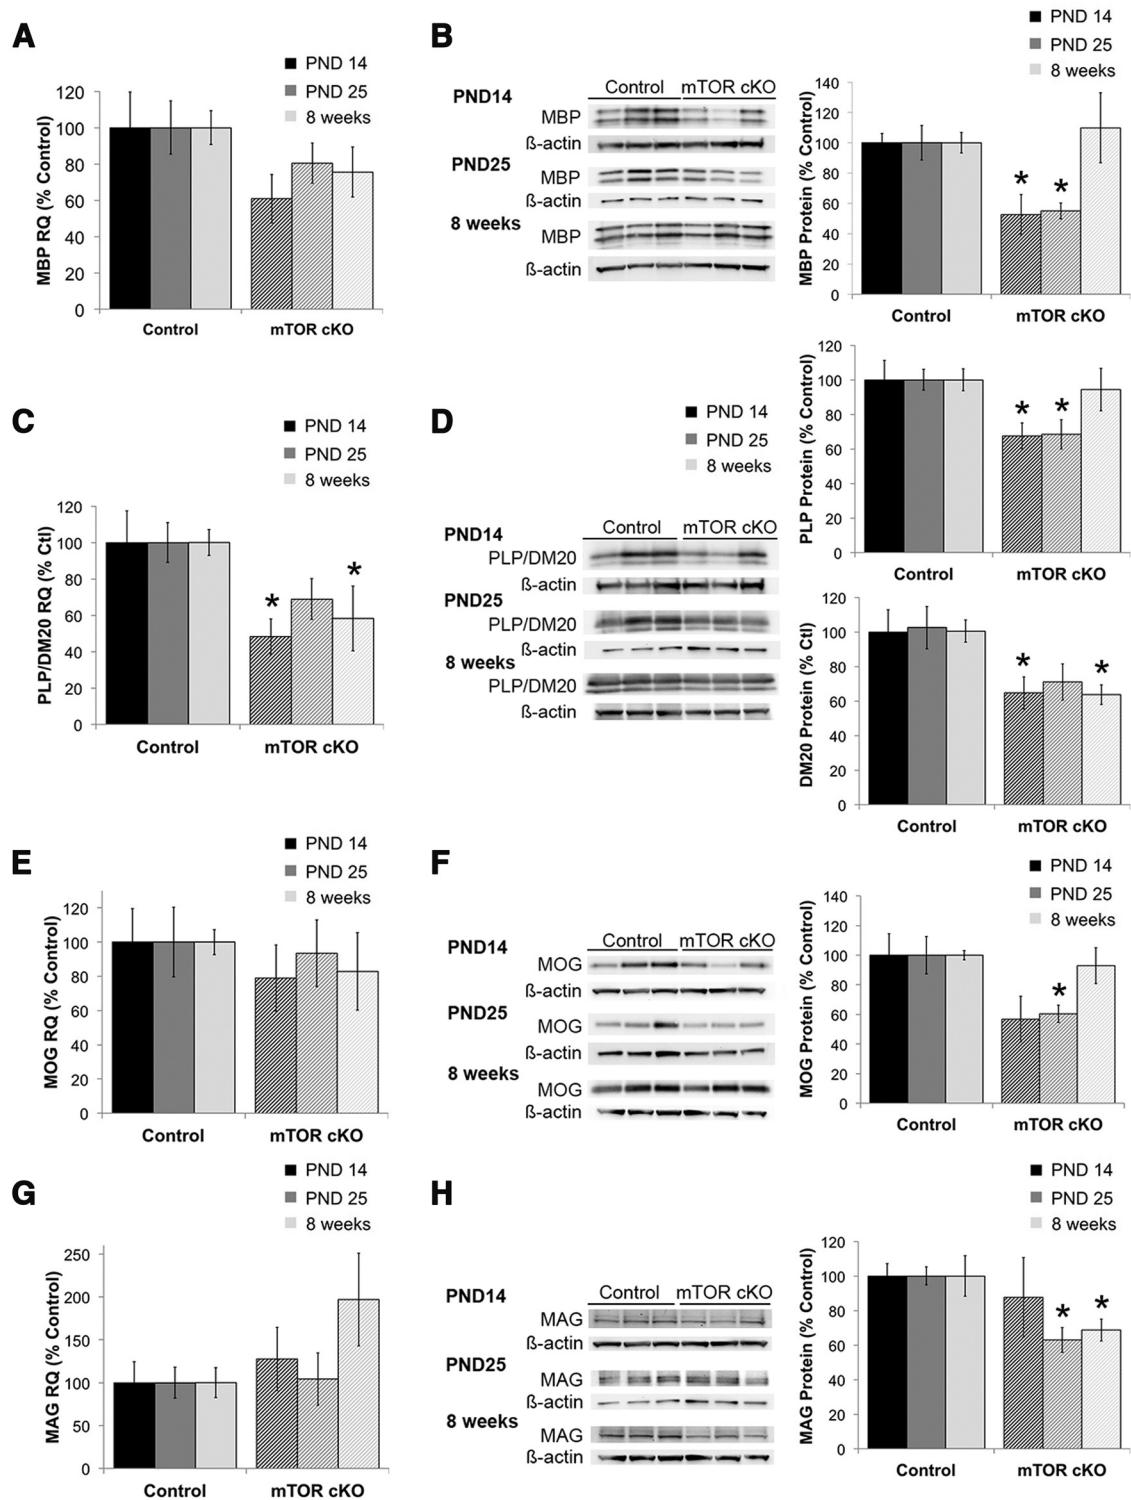 A
PND 14
PND 25
8 weeks
MBP RQ (% Control)
120
100
80
60
40
20
0
Control
mTOR cKO
B
PND 14
PND 25
8 weeks
Control mTOR cKO
PND14
MBP
ß-actin
PND25
MBP
ß-actin
8 weeks
MBP
ß-actin
MBP Protein (% Control)
140
120
100
80
60
40
20
0
* *
Control
mTOR cKO
C
PND 14
PND 25
8 weeks
PLP/DM20 RQ (% Ctl)
120
100
80
60
40
20
0
* *
Control
mTOR cKO
D
PND 14
PND 25
8 weeks
Control mTOR cKO
PND14
PLP/DM20
ß-actin
PND25
PLP/DM20
ß-actin
8 weeks
PLP/DM20
ß-actin
PLP Protein (% Control)
120
100
80
60
40
20
0
* *
Control
mTOR cKO
DM20 Protein (% Ctl)
120
100
80
60
40
20
0
* *
Control
mTOR cKO
E
PND 14
PND 25
8 weeks
MOG RQ (% Control)
120
100
80
60
40
20
0
Control
mTOR cKO
F
PND 14
PND 25
8 weeks
Control mTOR cKO
PND14
MOG
ß-actin
PND25
MOG
ß-actin
8 weeks
MOG
ß-actin
MOG Protein (% Control)
140
120
100
80
60
40
20
0
*
Control
mTOR cKO
G
PND 14
PND 25
8 weeks
MAG RQ (% Control)
250
200
150
100
50
0
Control
mTOR cKO
H
PND 14
PND 25
8 weeks
Control mTOR cKO
PND14
MAG
ß-actin
PND25
MAG
ß-actin
8 weeks
MAG
ß-actin
MAG Protein (% Control)
120
100
80
60
40
20
0
* *
Control
mTOR cKO